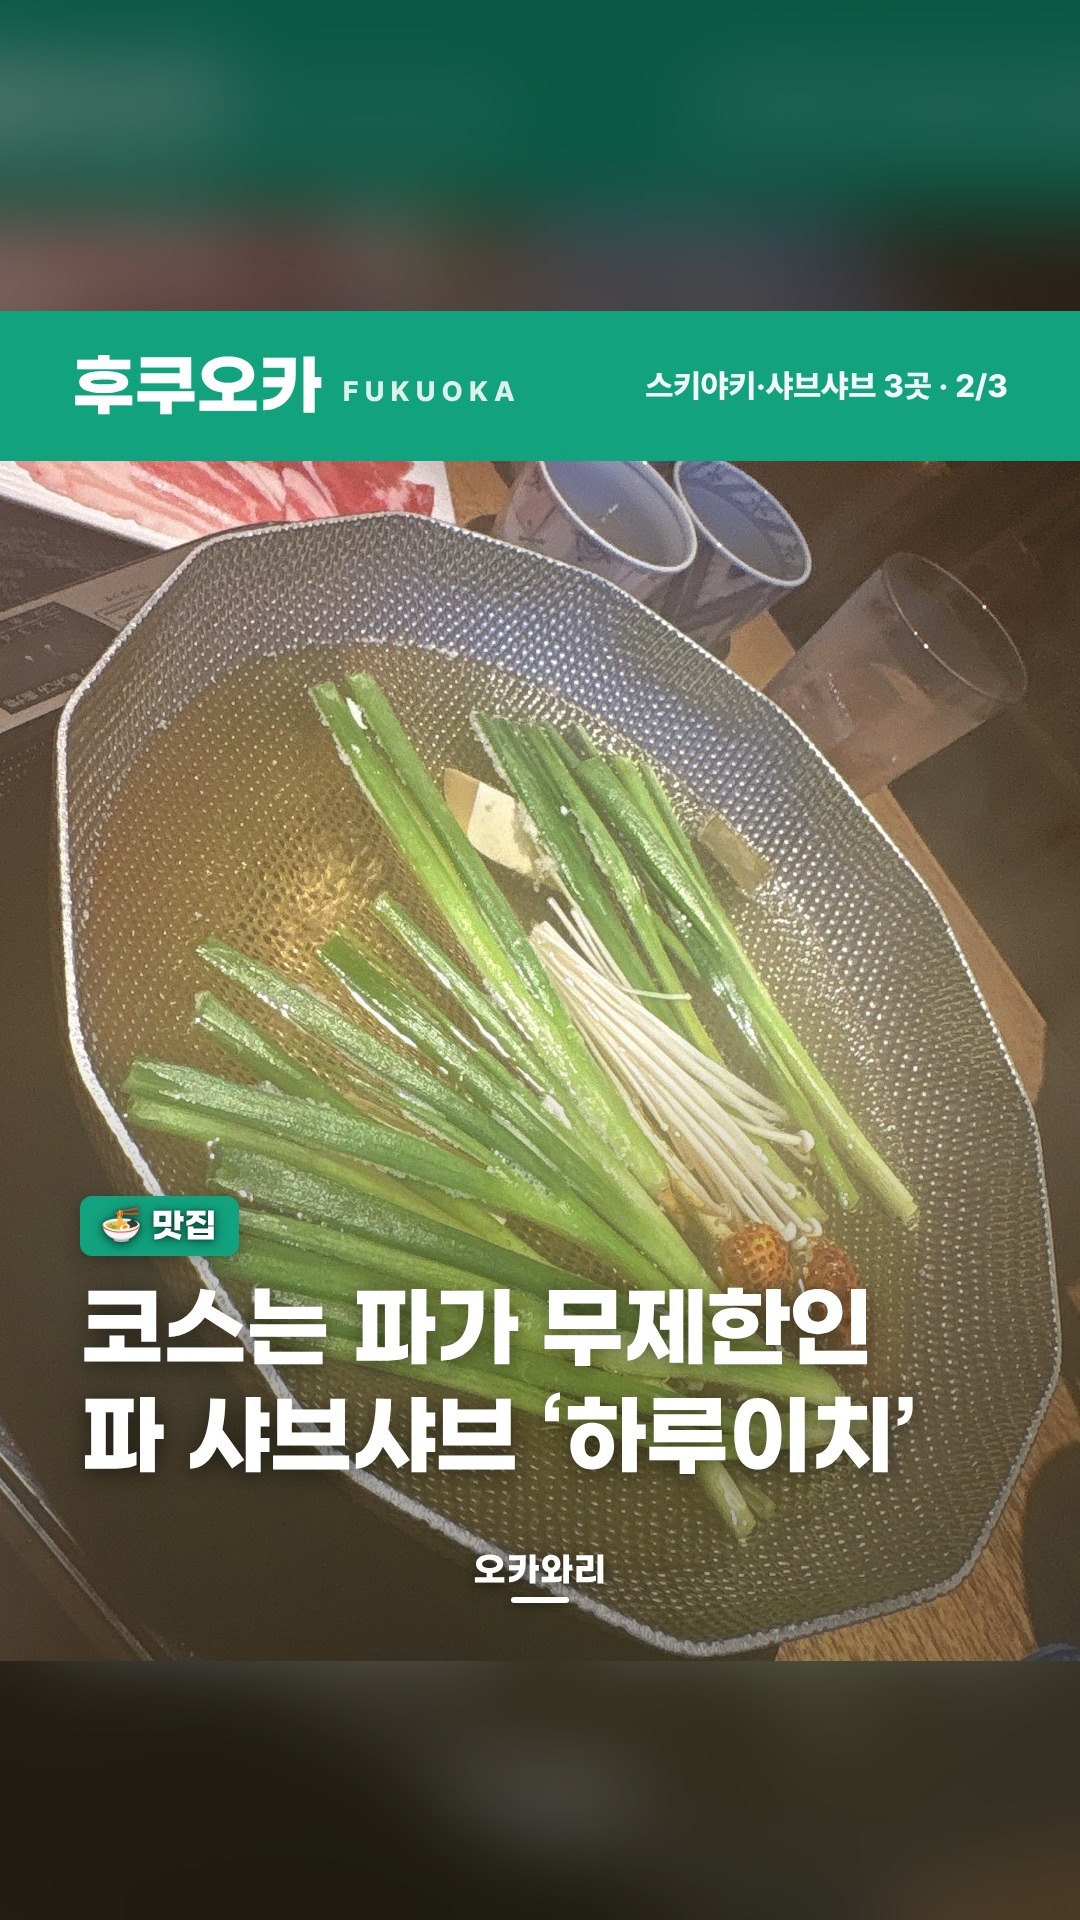 후쿠오카 FUKUOKA
스키야키·샤브샤브 3곳 · 2/3
🍜 맛집
코스는 파가 무제한인
파 샤브샤브 ‘하루이치’
오카와리